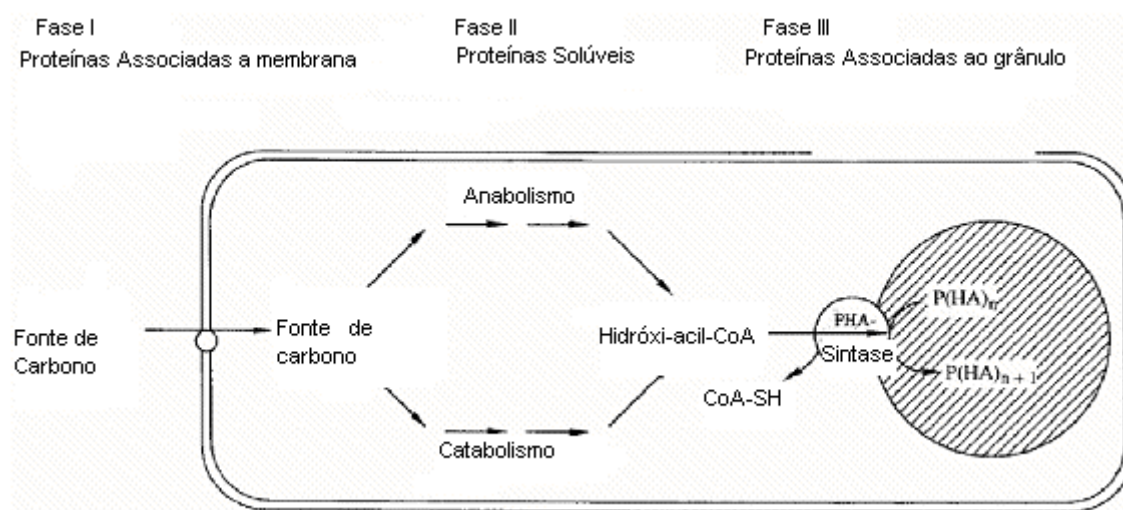 Fase I
Proteínas Associadas a membrana
Fase II
Proteínas Solúveis
Fase III
Proteínas Associadas ao grânulo
Anabolismo
Fonte de
Carbono
Fonte de
carbono
Catabolismo
Hidróxi-acil-CoA
CoA-SH
PHA-
Sintase
P(HA)n
P(HA)n + 1